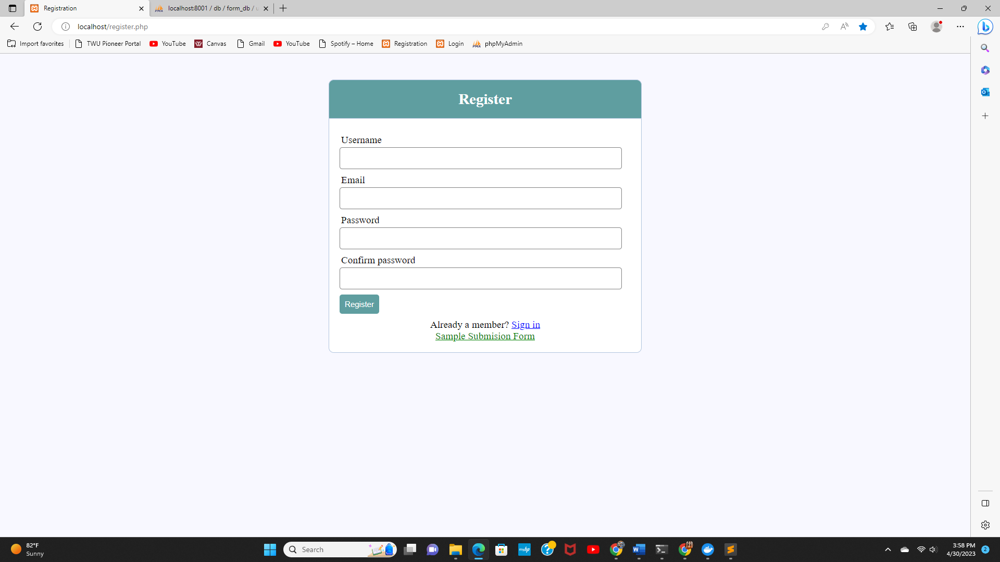 Registration
localhost:8001 / db / form_db / u
localhost/register.php
Import favorites
TWU Pioneer Portal
YouTube
Canvas
Gmail
YouTube
Spotify – Home
Registration
Login
phpMyAdmin
Register
Username
Email
Password
Confirm password
Register
Already a member? Sign in
Sample Submision Form
82°F
Sunny
Search
myhp
3:58 PM
4/30/2023
2